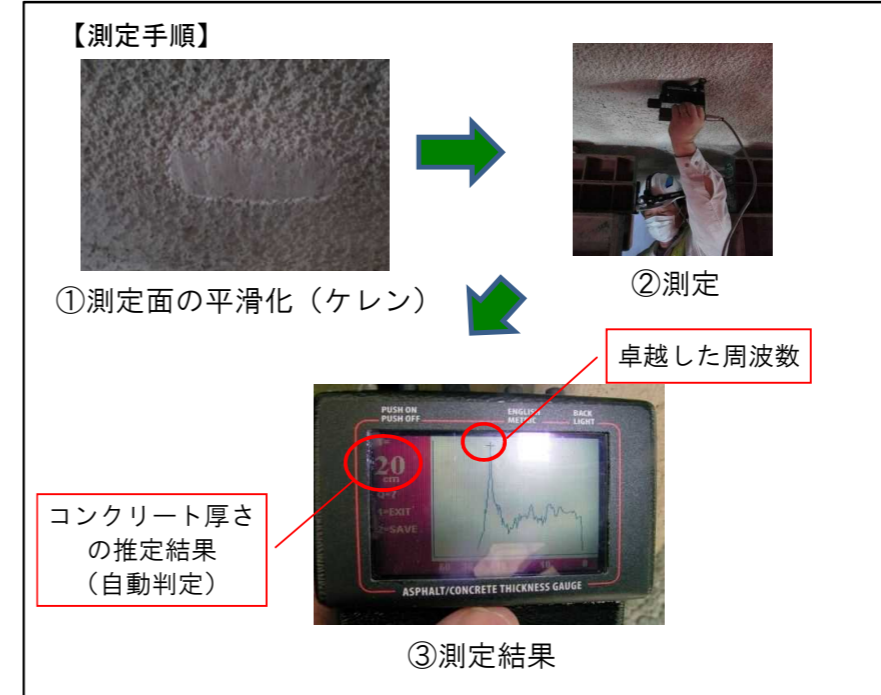 【測定手順】
①測定面の平滑化（ケレン）
②測定
卓越した周波数
PUSH ON
PUSH OFF
ENGLISH
METRIC
BACK
LIGHT
20
cm
1=EXIT
2=SAVE
ASPHALT/CONCRETE THICKNESS GAUGE
コンクリート厚さ
の推定結果
（自動判定）
③測定結果